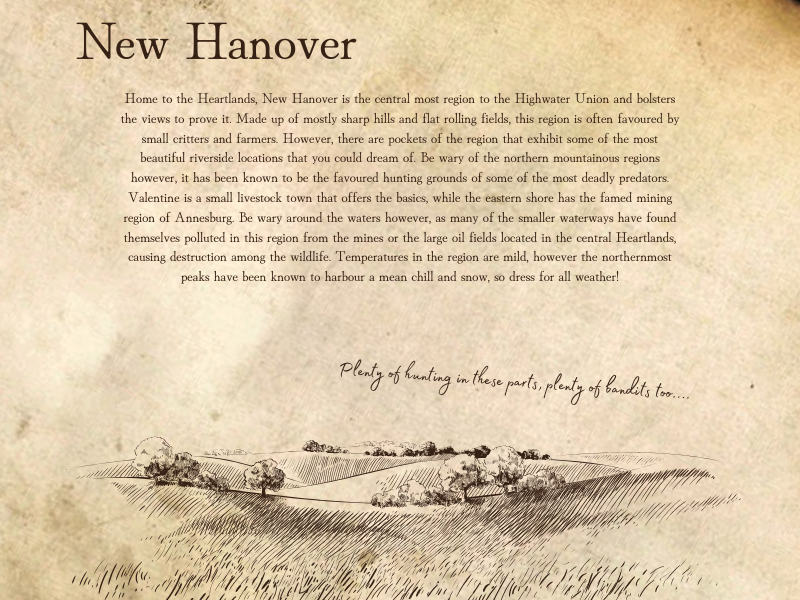 New Hanover
Home to the Heartlands, New Hanover is the central most region to the Highwater Union and bolsters
the views to prove it. Made up of mostly sharp hills and flat rolling fields, this region is often favoured by
small critters and farmers. However, there are pockets of the region that exhibit some of the most
beautiful riverside locations that you could dream of. Be wary of the northern mountainous regions
however, it has been known to be the favoured hunting grounds of some of the most deadly predators.
Valentine is a small livestock town that offers the basics, while the eastern shore has the famed mining
region of Annesburg. Be wary around the waters however, as many of the smaller waterways have found
themselves polluted in this region from the mines or the large oil fields located in the central Heartlands,
causing destruction among the wildlife. Temperatures in the region are mild, however the northernmost
peaks have been known to harbour a mean chill and snow, so dress for all weather!
Plenty of hunting in these parts, plenty of bandits too....